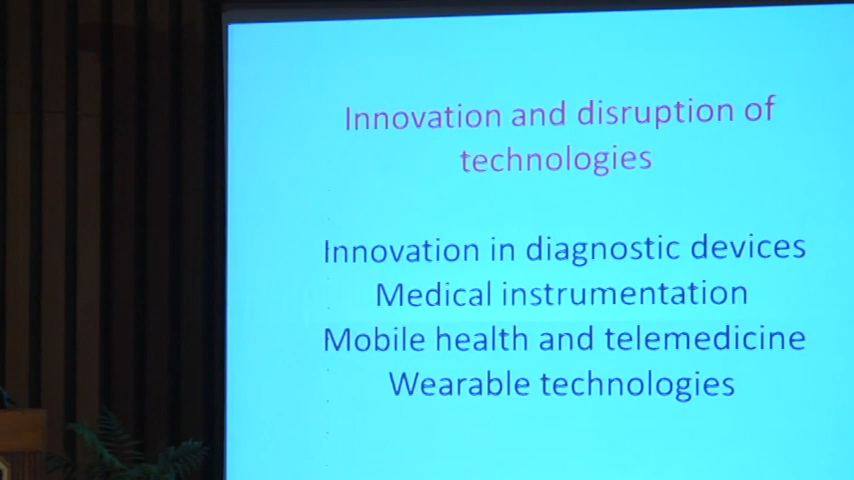 Innovation and disruption of
technologies
Innovation in diagnostic devices
Medical instrumentation
Mobile health and telemedicine
Wearable technologies